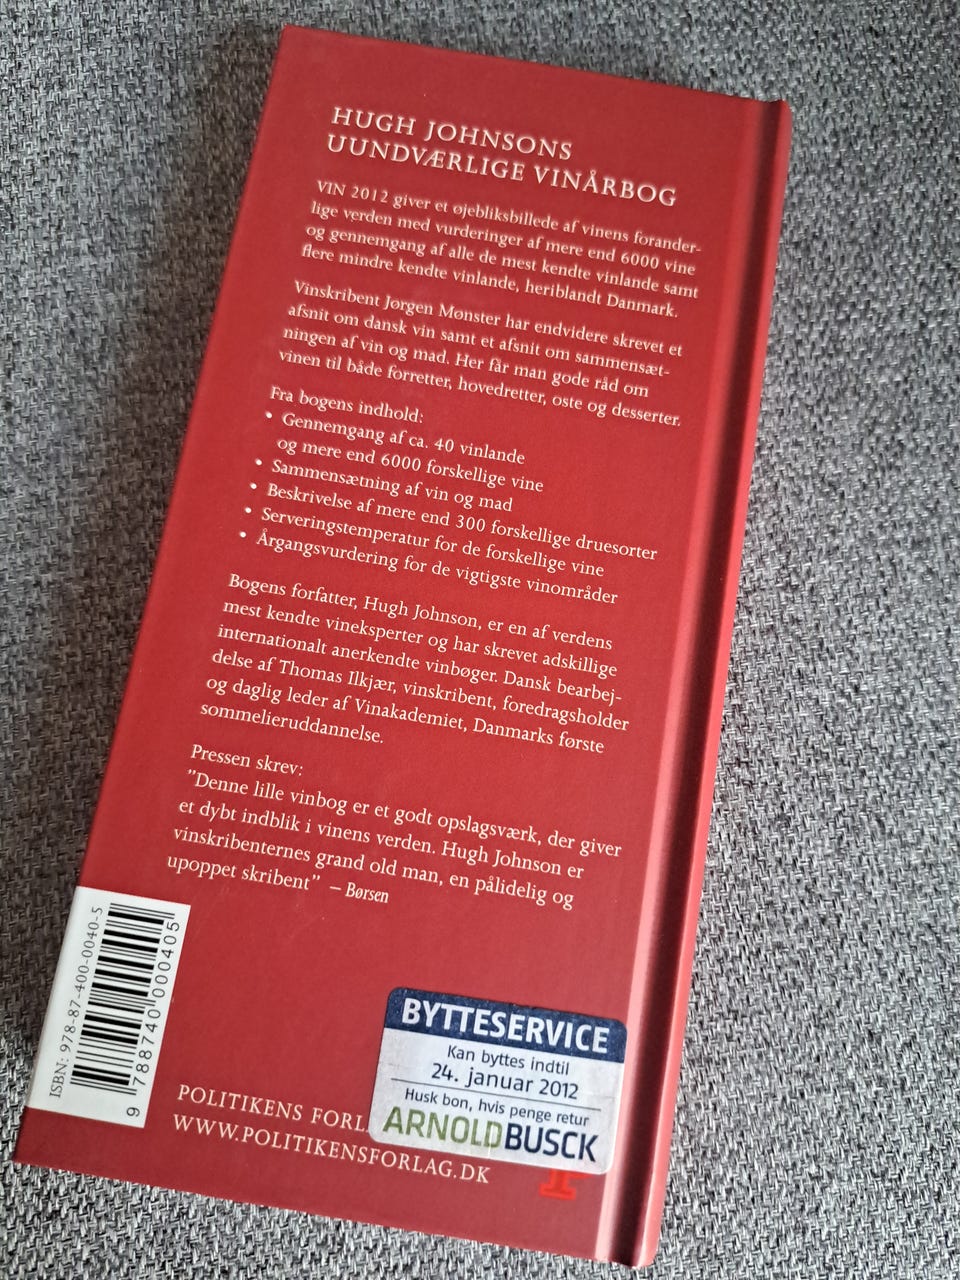 HUGH JOHNSONS
UUNDVÆRLIGE VINÅRBOG
VIN 2012 giver et øjebliksbillede af vinens forander-
lige verden med vurderinger af mere end 6000 vine
og gennemgang af alle de mest kendte vinlande samt
flere mindre kendte vinlande, heriblandt Danmark.
Vinskribent Jørgen Mønster har endvidere skrevet et
afsnit om dansk vin samt et afsnit om sammensæt-
ningen af vin og mad. Her får man gode råd om
vinen til både forretter, hovedretter, oste og desserter.
Fra bogens indhold:
• Gennemgang af ca. 40 vinlande
og mere end 6000 forskellige vine
• Sammensætning af vin og mad
• Beskrivelse af mere end 300 forskellige druesorter
• Serveringstemperatur for de forskellige vine
• Årgangsvurdering for de vigtigste vinområder
Bogens forfatter, Hugh Johnson, er en af verdens
mest kendte vineksperter og har skrevet adskillige
internationalt anerkendte vinbøger. Dansk bearbej-
delse af Thomas Ilkjær, vinskribent, foredragsholder
og daglig leder af Vinakademiet, Danmarks første
sommelieruddannelse.
Pressen skrev:
”Denne lille vinbog er et godt opslagsværk, der giver
et dybt indblik i vinens verden. Hugh Johnson er
vinskribenternes grand old man, en pålidelig og
upoppet skribent” – Børsen
ISBN: 978-87-400-0040-5
9 788740 000405
BYTTESERVICE
Kan byttes indtil
24. januar 2012
Husk bon, hvis penge retur
ARNOLDBUSCK
POLITIKENS FORL
WWW.POLITIKENSFORLAG.DK